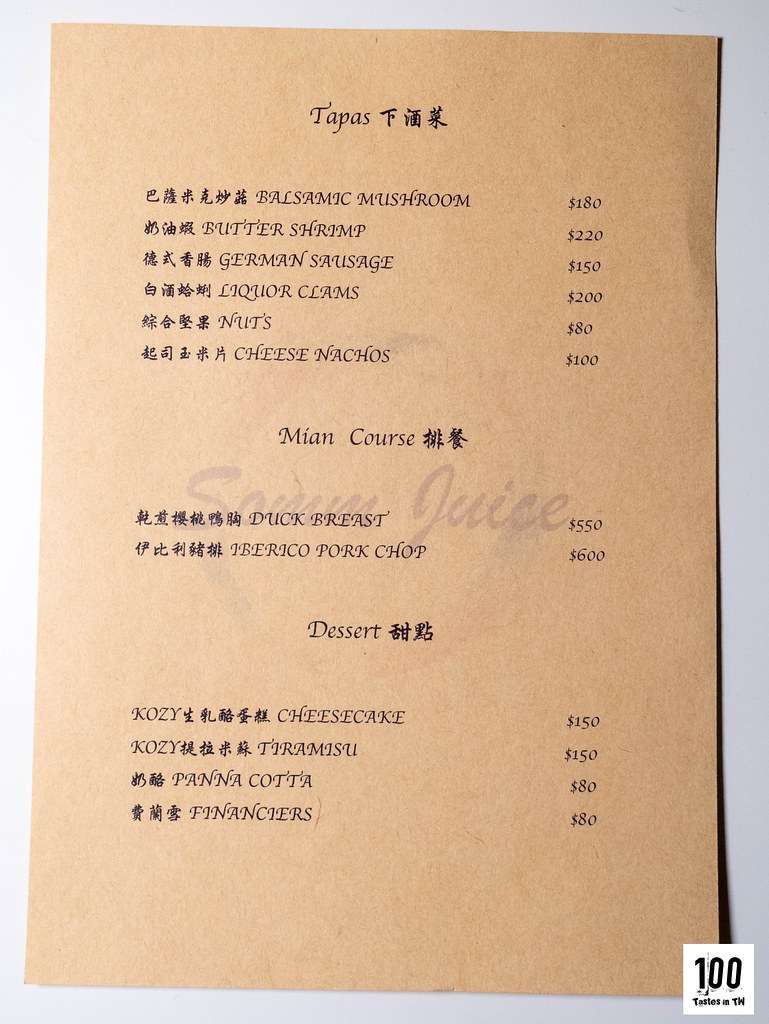 Tapas 下酒菜
巴薩米克炒菇 BALSAMIC MUSHROOM $180
奶油蝦 BUTTER SHRIMP $220
德式香腸 GERMAN SAUSAGE $150
白酒蛤蜊 LIQUOR CLAMS $200
綜合堅果 NUTS $80
起司玉米片 CHEESE NACHOS $100
Mian Course 排餐
Somm Juice
乾煎櫻桃鴨胸 DUCK BREAST $550
伊比利豬排 IBERICO PORK CHOP $600
Dessert 甜點
KOZY生乳酪蛋糕 CHEESECAKE $150
KOZY提拉米蘇 TIRAMISU $150
奶酪 PANNA COTTA $80
費蘭雪 FINANCIERS $80
100
Tastes in TW